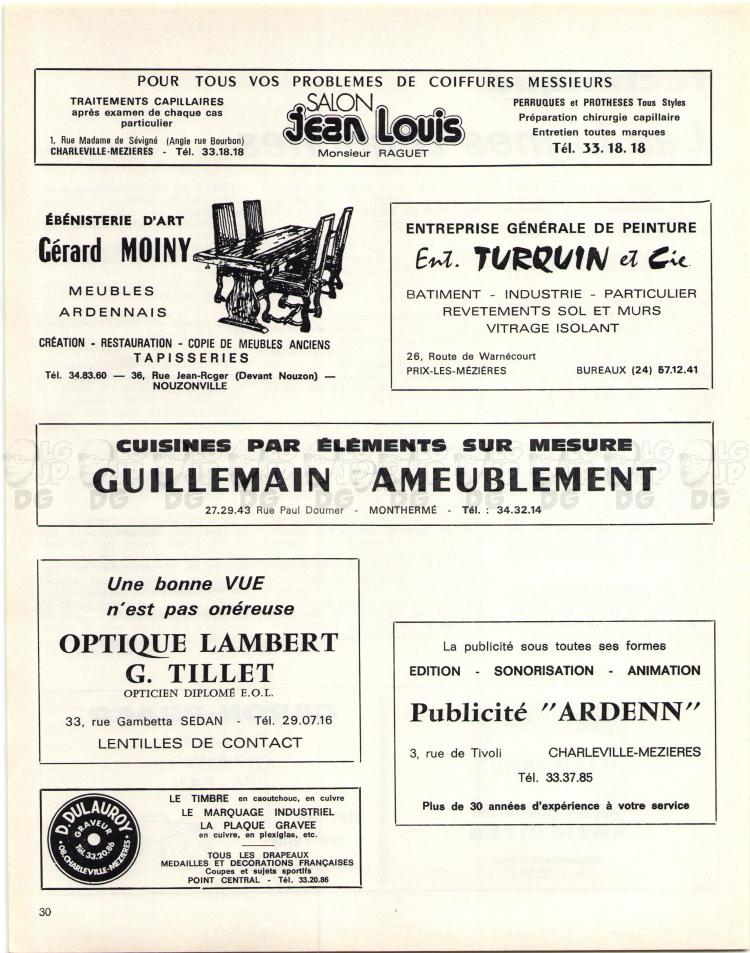 POUR TOUS VOS PROBLEMES DE COIFFURES MESSIEURS
TRAITEMENTS CAPILLAIRES
après examen de chaque cas
particulier
1, Rue Madame de Sévigné (Angle rue Bourbon)
CHARLEVILLE-MEZIERES - Tél. 33.18.18
SALON
Jean Louis
Monsieur RAGUET
PERRUQUES et PROTHESES Tous Styles
Préparation chirurgie capillaire
Entretien toutes marques
Tél. 33.18.18
ÉBÉNISTERIE D'ART
Gérard MOINY
MEUBLES
ARDENNAIS
CRÉATION - RESTAURATION - COPIE DE MEUBLES ANCIENS
TAPISSERIES
Tél. 34.83.60 — 36, Rue Jean-Roger (Devant Nouzon) —
NOUZONVILLE
ENTREPRISE GÉNÉRALE DE PEINTURE
Ent. TURQUIN et Cie
BATIMENT - INDUSTRIE - PARTICULIER
REVETEMENTS SOL ET MURS
VITRAGE ISOLANT
26, Route de Warnécourt
PRIX-LES-MÉZIÈRES BUREAUX (24) 57.12.41
CUISINES PAR ÉLÉMENTS SUR MESURE
GUILLEMAIN AMEUBLEMENT
27.29.43 Rue Paul Doumer - MONTHERMÉ - Tél. : 34.32.14
Une bonne VUE
n'est pas onéreuse
OPTIQUE LAMBERT
G. TILLET
OPTICIEN DIPLOMÉ E.O.L.
33, rue Gambetta SEDAN - Tél. 29.07.16
LENTILLES DE CONTACT
La publicité sous toutes ses formes
EDITION - SONORISATION - ANIMATION
Publicité "ARDENN"
3, rue de Tivoli CHARLEVILLE-MEZIERES
Tél. 33.37.85
Plus de 30 années d'expérience à votre service
D. DULAUROY
GRAVEUR
Tél. 33.20.86
08.CHARLEVILLE-MEZIERES
LE TIMBRE en caoutchouc, en cuivre
LE MARQUAGE INDUSTRIEL
LA PLAQUE GRAVEE
en cuivre, en plexiglas, etc.
TOUS LES DRAPEAUX
MEDAILLES ET DECORATIONS FRANÇAISES
Coupes et sujets sportifs
POINT CENTRAL - Tél. 33.20.86
30